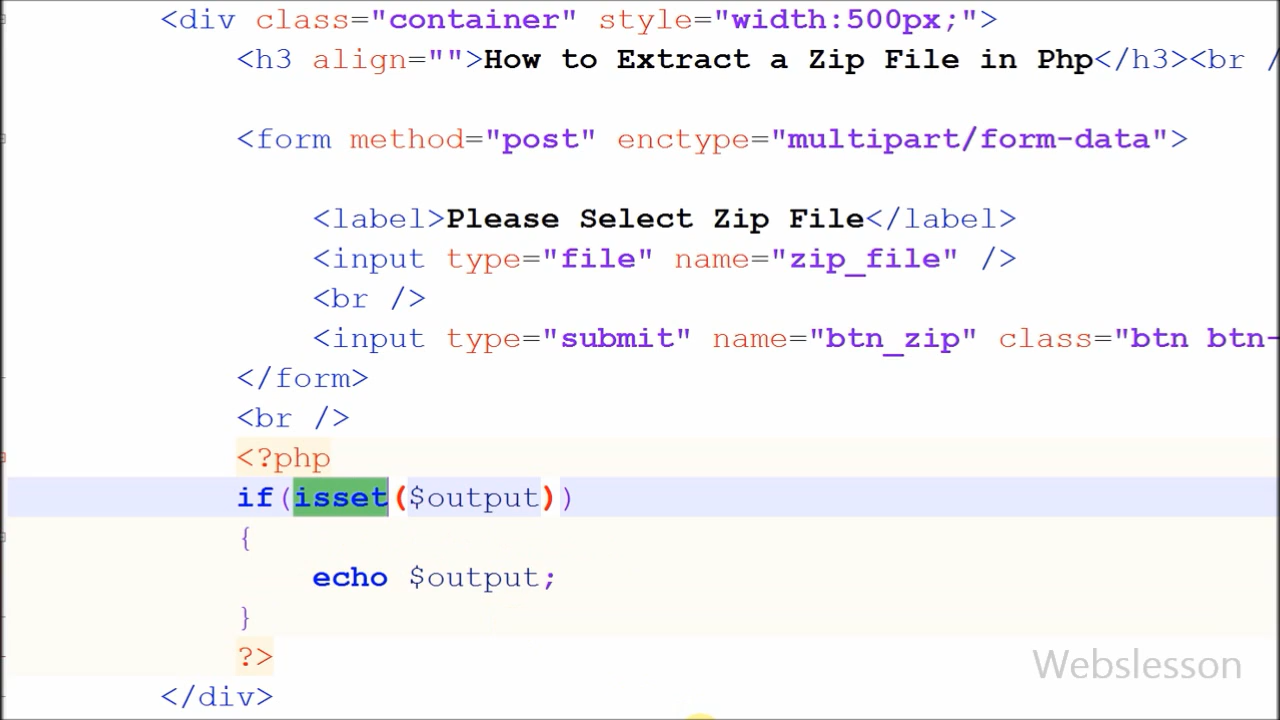 <div class="container" style="width:500px;">
<h3 align="">How to Extract a Zip File in Php</h3><br /
<form method="post" enctype="multipart/form-data">
<label>Please Select Zip File</label>
<input type="file" name="zip_file" />
<br />
<input type="submit" name="btn_zip" class="btn btn-
</form>
<br />
<?php
if(isset($output))
{
echo $output;
}
?>
Webslesson
</div>